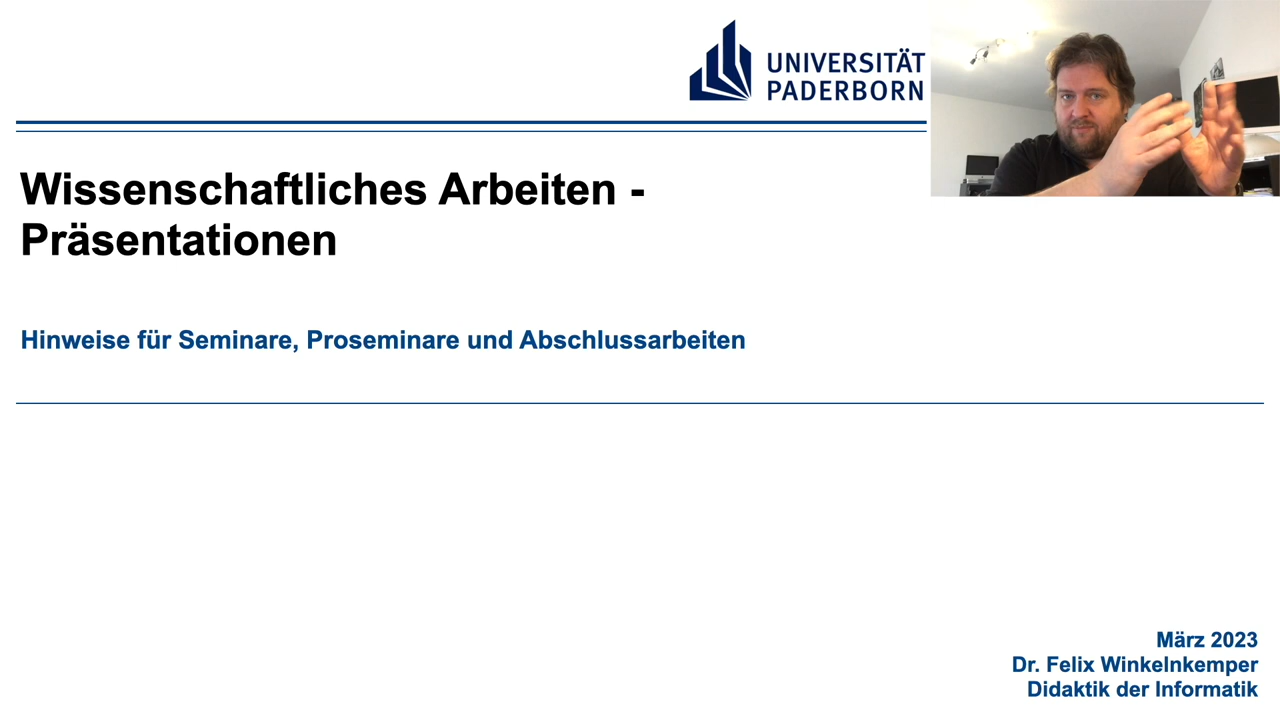 UNIVERSITÄT
PADERBORN
Wissenschaftliches Arbeiten -
Präsentationen
Hinweise für Seminare, Proseminare und Abschlussarbeiten
März 2023
Dr. Felix Winkelnkemper
Didaktik der Informatik